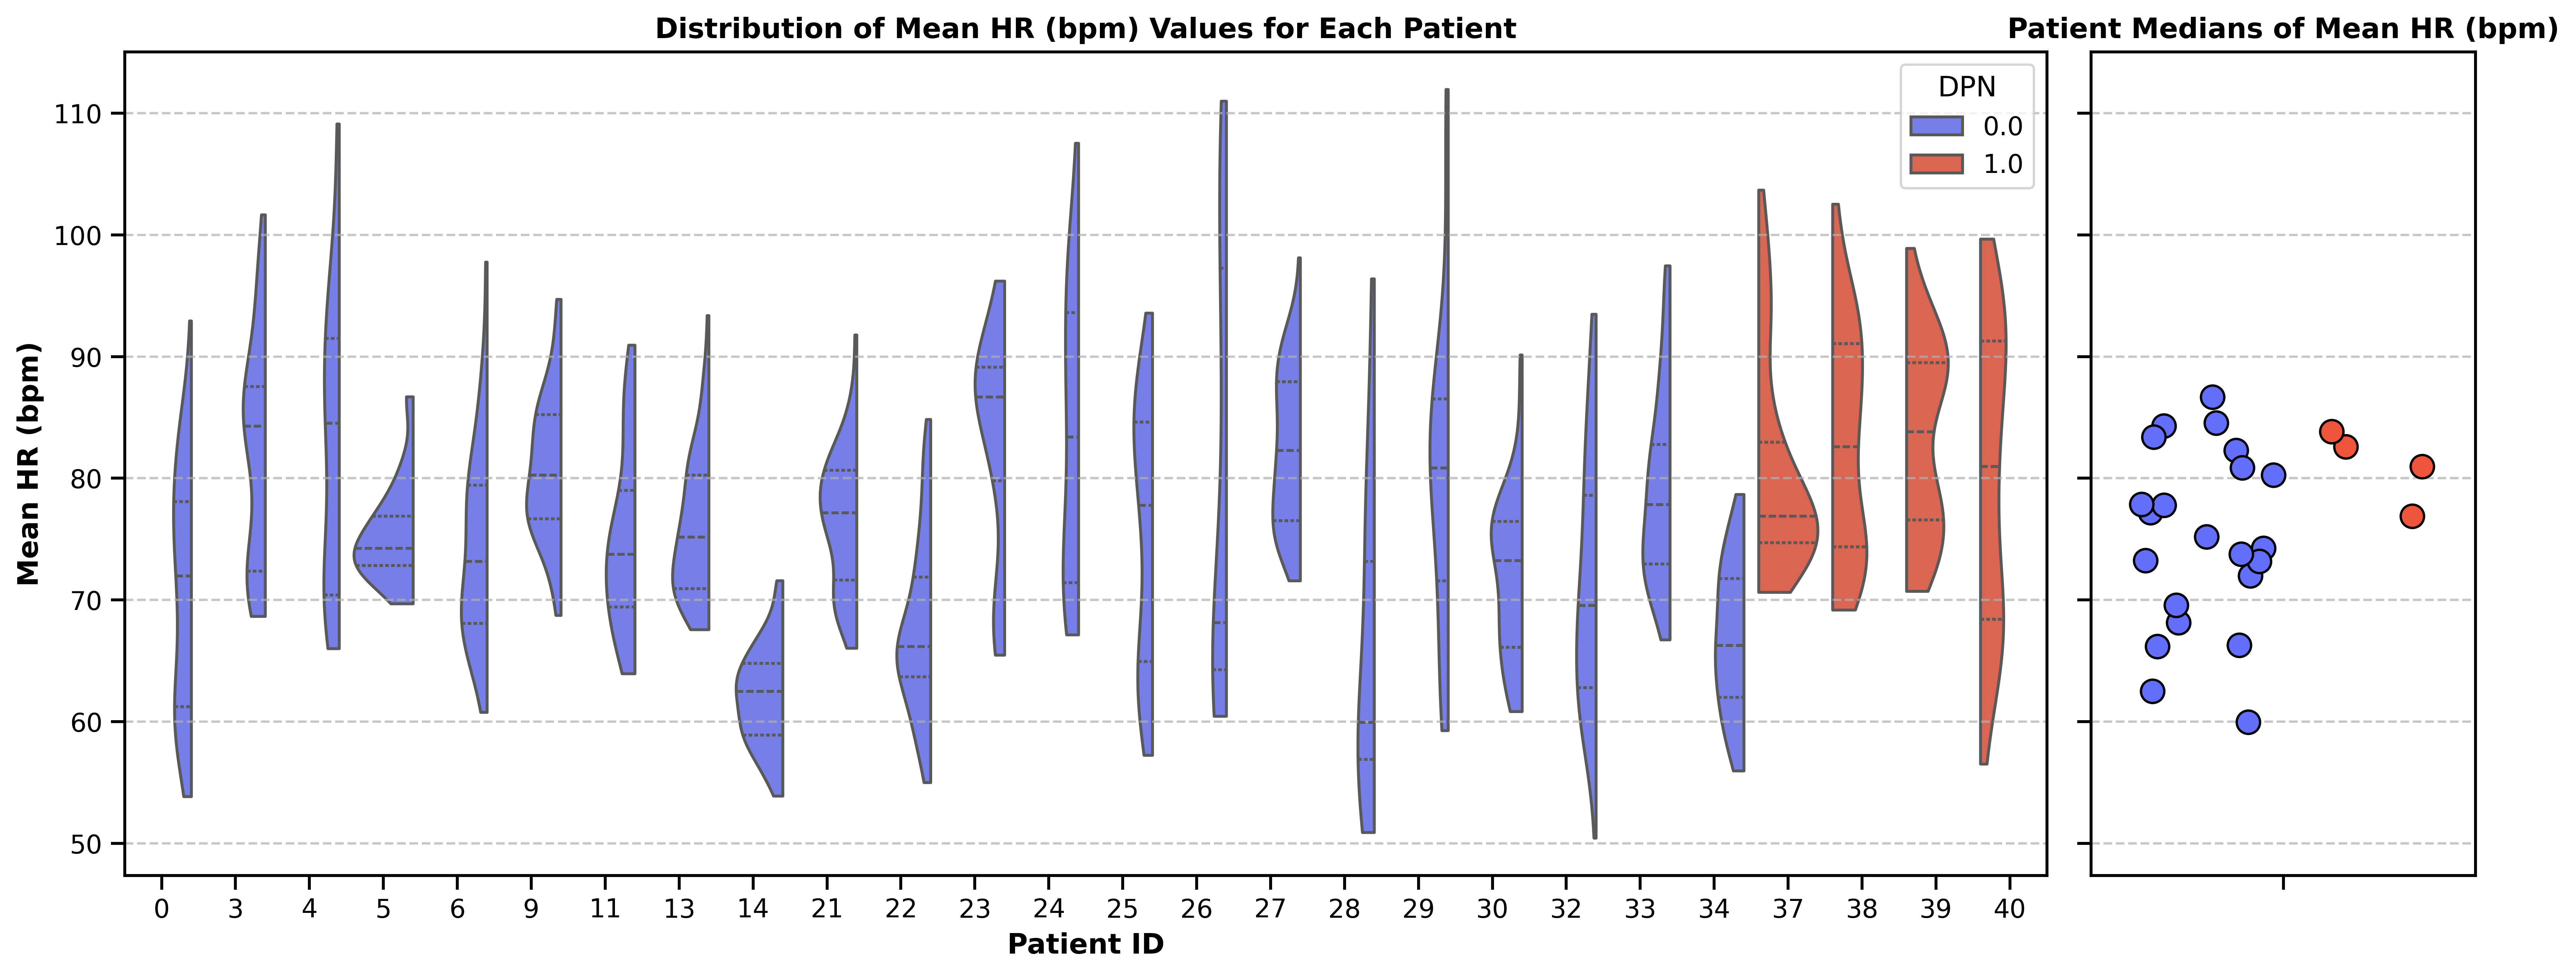 Distribution of Mean HR (bpm) Values for Each Patient
Patient Medians of Mean HR (bpm)
Mean HR (bpm)
110
100
90
80
70
60
50
DPN
0.0
1.0
0 3 4 5 6 9 11 13 14 21 22 23 24 25 26 27 28 29 30 32 33 34 37 38 39 40
Patient ID